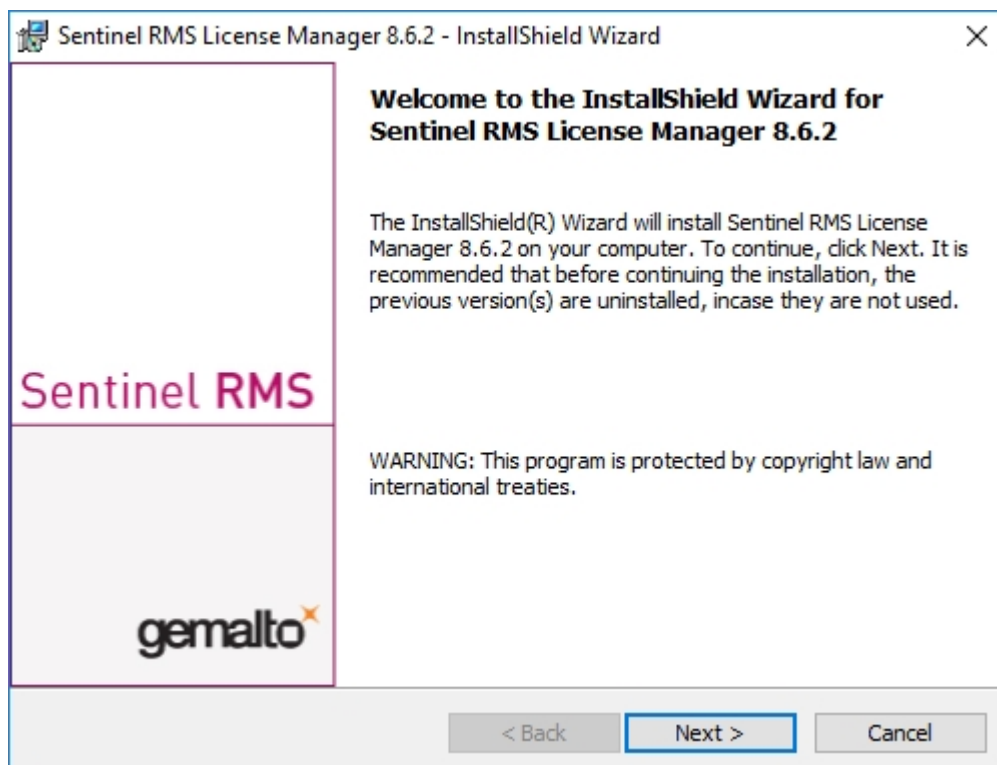 Sentinel RMS License Manager 8.6.2 - InstallShield Wizard
Welcome to the InstallShield Wizard for
Sentinel RMS License Manager 8.6.2
The InstallShield(R) Wizard will install Sentinel RMS License
Manager 8.6.2 on your computer. To continue, click Next. It is
recommended that before continuing the installation, the
previous version(s) are uninstalled, incase they are not used.
Sentinel RMS
WARNING: This program is protected by copyright law and
international treaties.
gemalto
< Back
Next >
Cancel